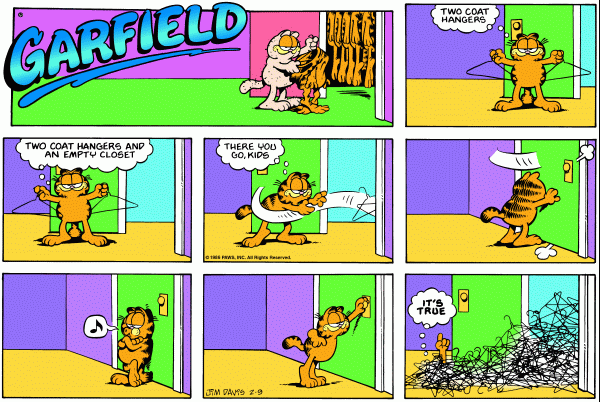 GARFIELD
®
TWO COAT
HANGERS
TWO COAT HANGERS AND
AN EMPTY CLOSET
THERE YOU
GO, KIDS
© 1986 PAWS, INC. All Rights Reserved.
JIM DAVIS 2-9
IT'S
TRUE